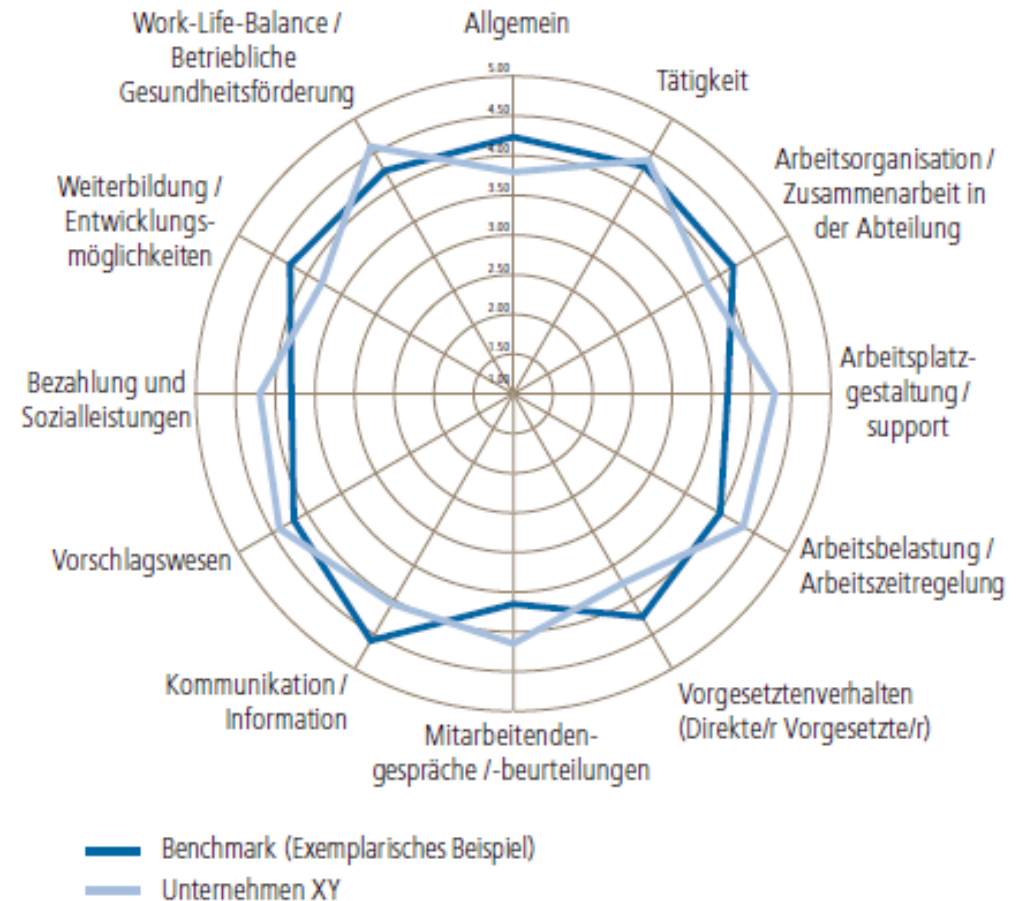 Allgemein
Tätigkeit
Arbeitsorganisation /
Zusammenarbeit in
der Abteilung
Arbeitsplatz-
gestaltung /
support
Arbeitsbelastung /
Arbeitszeitregelung
Vorgesetztenverhalten
(Direkte/r Vorgesetzte/r)
Mitarbeitenden-
gespräche /-beurteilungen
Kommunikation /
Information
Vorschlagswesen
Bezahlung und
Sozialleistungen
Weiterbildung /
Entwicklungs-
möglichkeiten
Work-Life-Balance /
Betriebliche
Gesundheitsförderung
5.00
4.50
4.00
3.50
3.00
2.50
2.00
1.50
1.00
Benchmark (Exemplarisches Beispiel)
Unternehmen XY